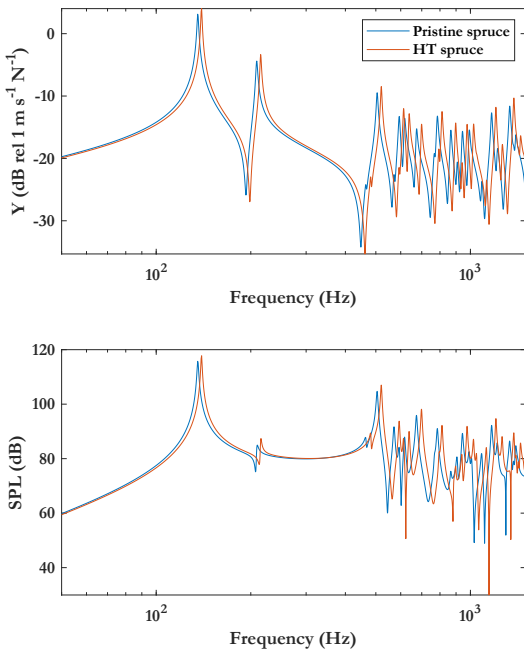 0
-10
-20
-30
Y (dB rel 1 m s⁻¹ N⁻¹)
Pristine spruce
HT spruce
10²
10³
Frequency (Hz)
120
100
80
60
40
SPL (dB)
10²
10³
Frequency (Hz)